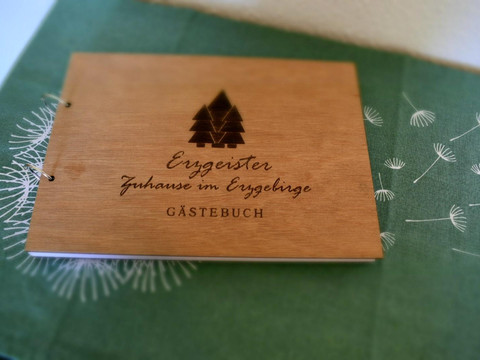 Erzgeister
Zuhause im Erzgebirge
GÄSTEBUCH